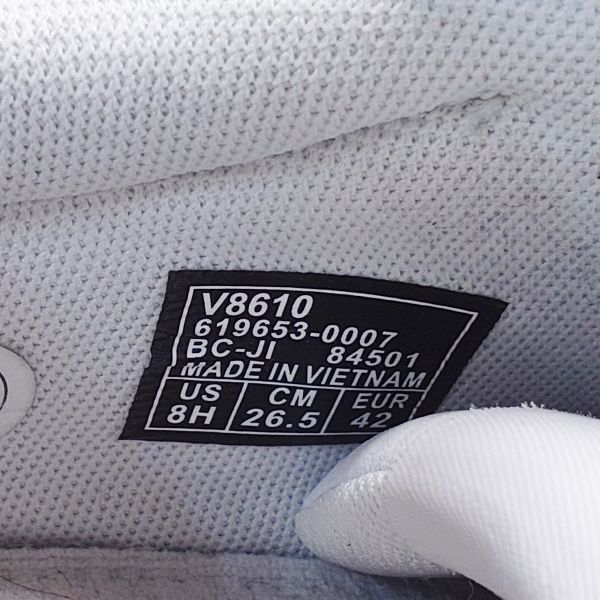 V8610
619653-0007
BC-JI 84501
MADE IN VIETNAM
US CM EUR
8H 26.5 42